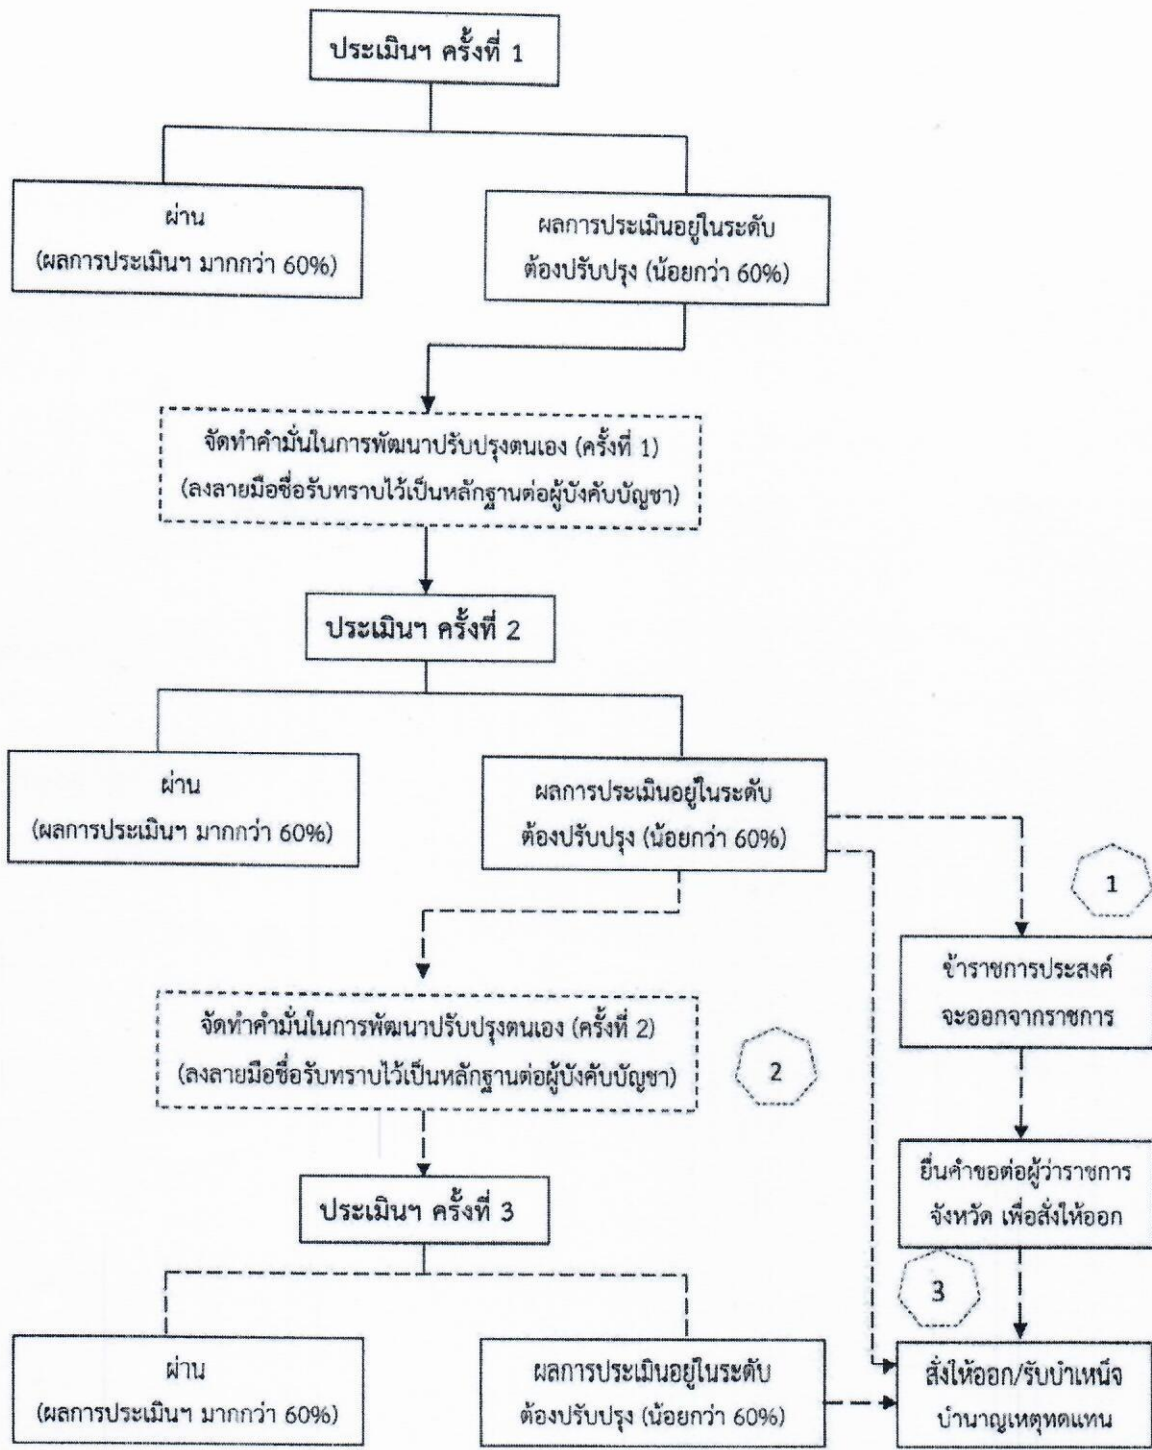 ประเมินฯ ครั้งที่ 1
ผ่าน
(ผลการประเมินฯ มากกว่า 60%)
ผลการประเมินอยู่ในระดับ
ต้องปรับปรุง (น้อยกว่า 60%)
จัดทำคำมั่นในการพัฒนาปรับปรุงตนเอง (ครั้งที่ 1)
(ลงลายมือชื่อรับทราบไว้เป็นหลักฐานต่อผู้บังคับบัญชา)
ประเมินฯ ครั้งที่ 2
ผ่าน
(ผลการประเมินฯ มากกว่า 60%)
ผลการประเมินอยู่ในระดับ
ต้องปรับปรุง (น้อยกว่า 60%)
1
ข้าราชการประสงค์
จะออกจากราชการ
จัดทำคำมั่นในการพัฒนาปรับปรุงตนเอง (ครั้งที่ 2)
(ลงลายมือชื่อรับทราบไว้เป็นหลักฐานต่อผู้บังคับบัญชา)
2
ยื่นคำขอต่อผู้ว่าราชการ
จังหวัด เพื่อสั่งให้ออก
ประเมินฯ ครั้งที่ 3
3
ผ่าน
(ผลการประเมินฯ มากกว่า 60%)
ผลการประเมินอยู่ในระดับ
ต้องปรับปรุง (น้อยกว่า 60%)
สั่งให้ออก/รับบำเหน็จ
บำนาญเหตุทดแทน